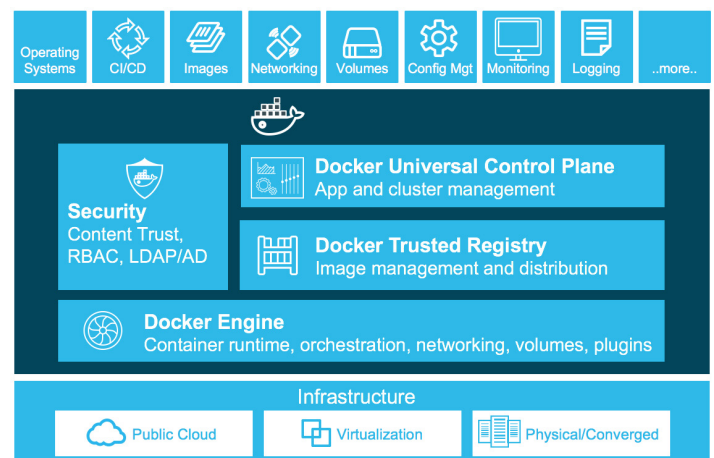 Operating
Systems
CI/CD
Images
Networking
Volumes
Config Mgt
Monitoring
Logging
..more..
Security
Content Trust,
RBAC, LDAP/AD
Docker Universal Control Plane
App and cluster management
Docker Trusted Registry
Image management and distribution
Docker Engine
Container runtime, orchestration, networking, volumes, plugins
Infrastructure
Public Cloud
Virtualization
Physical/Converged